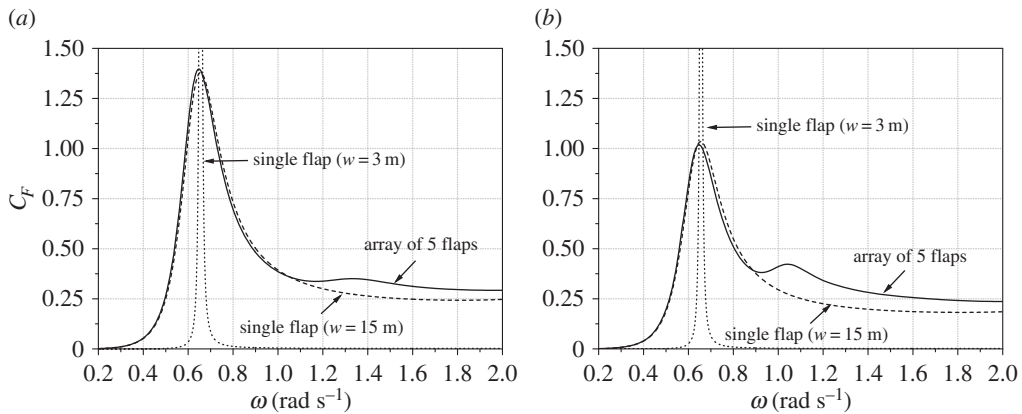 (a)
(b)
1.50
1.25
1.00
0.75
0.50
0.25
0
C_F
single flap (w = 3 m)
array of 5 flaps
single flap (w = 15 m)
0.2 0.4 0.6 0.8 1.0 1.2 1.4 1.6 1.8 2.0
ω (rad s⁻¹)
1.50
1.25
1.00
0.75
0.50
0.25
0
single flap (w = 3 m)
array of 5 flaps
single flap (w = 15 m)
0.2 0.4 0.6 0.8 1.0 1.2 1.4 1.6 1.8 2.0
ω (rad s⁻¹)